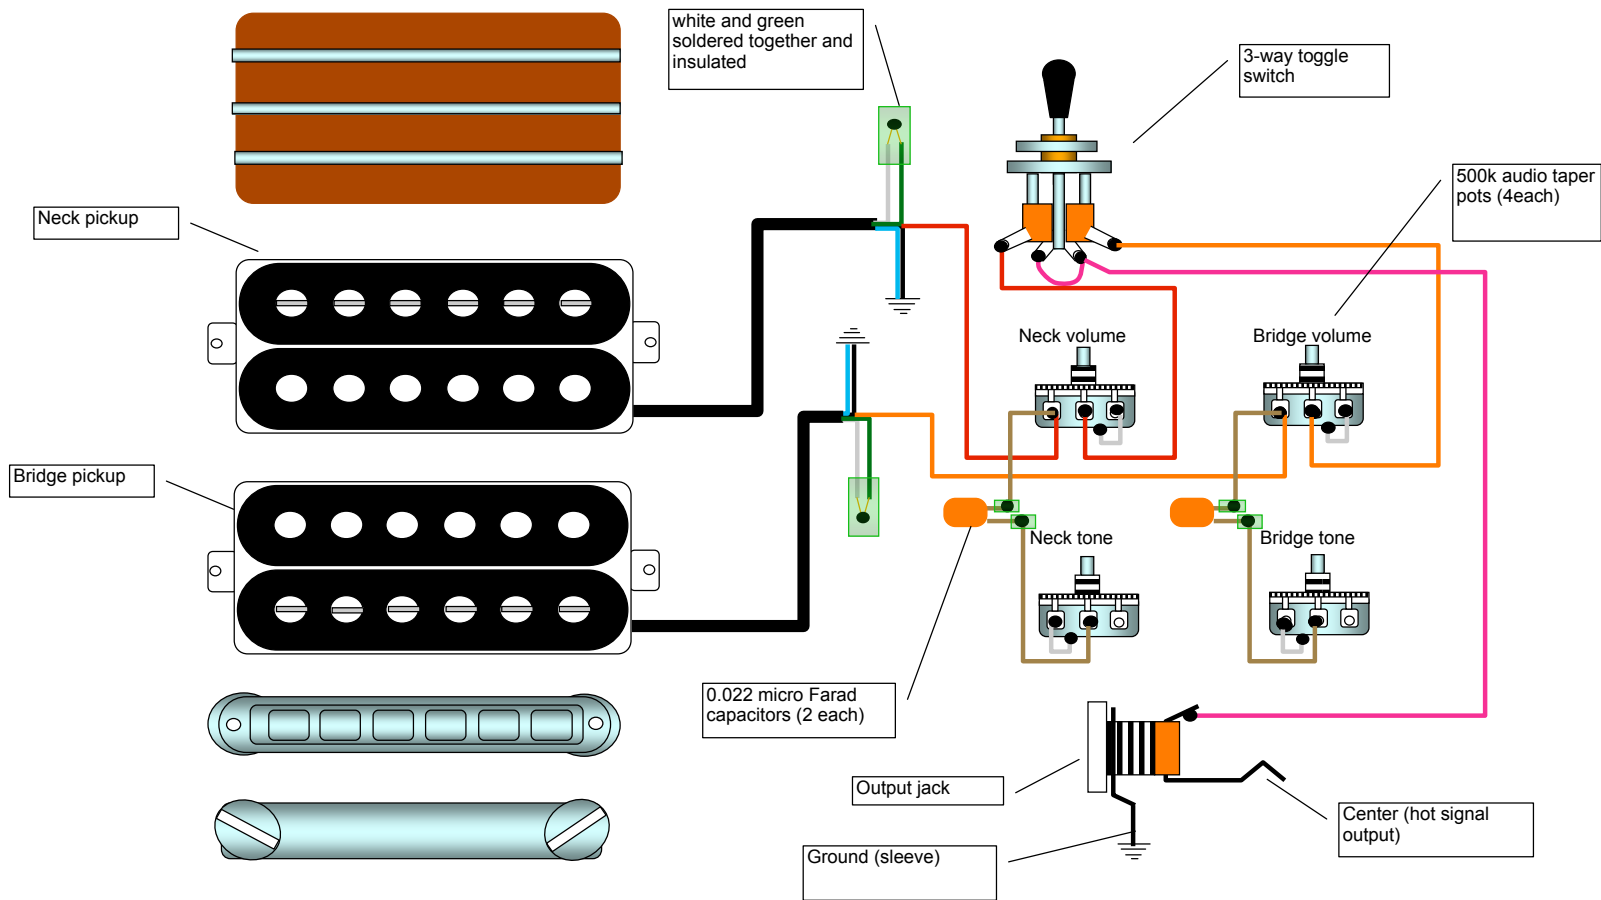 white and green
soldered together and
insulated
3-way toggle
switch
500k audio taper
pots (4each)
Neck pickup
Neck volume
Bridge volume
Bridge pickup
Neck tone
Bridge tone
0.022 micro Farad
capacitors (2 each)
Output jack
Center (hot signal
output)
Ground (sleeve)